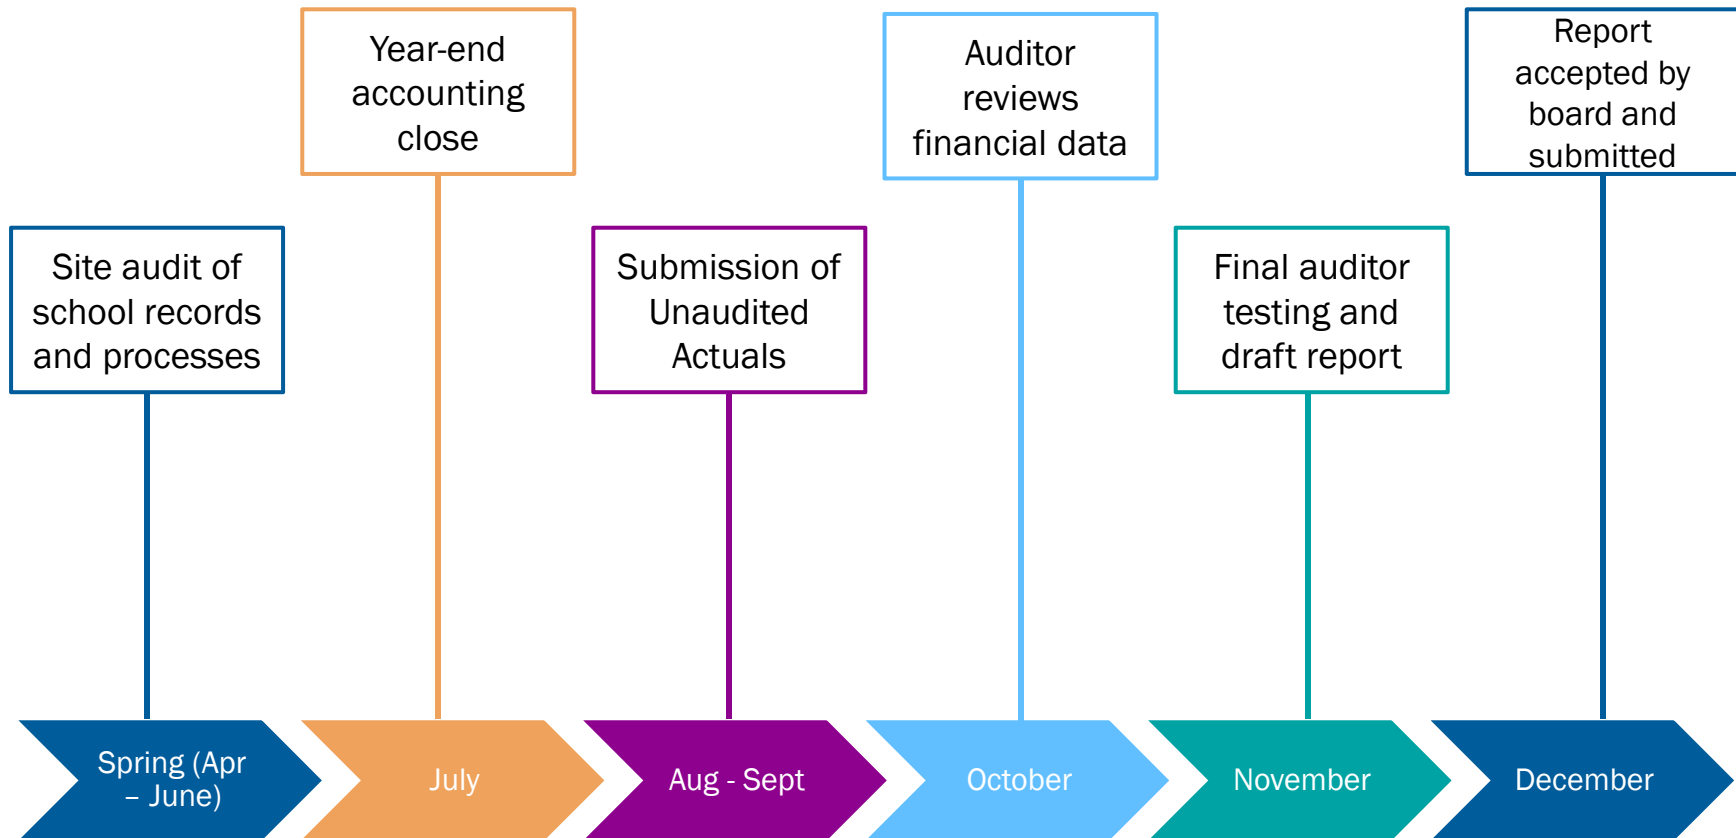 Year-end
accounting
close
Auditor
reviews
financial data
Report
accepted by
board and
submitted
Site audit of
school records
and processes
Submission of
Unaudited
Actuals
Final auditor
testing and
draft report
Spring (Apr
– June)
July
Aug - Sept
October
November
December